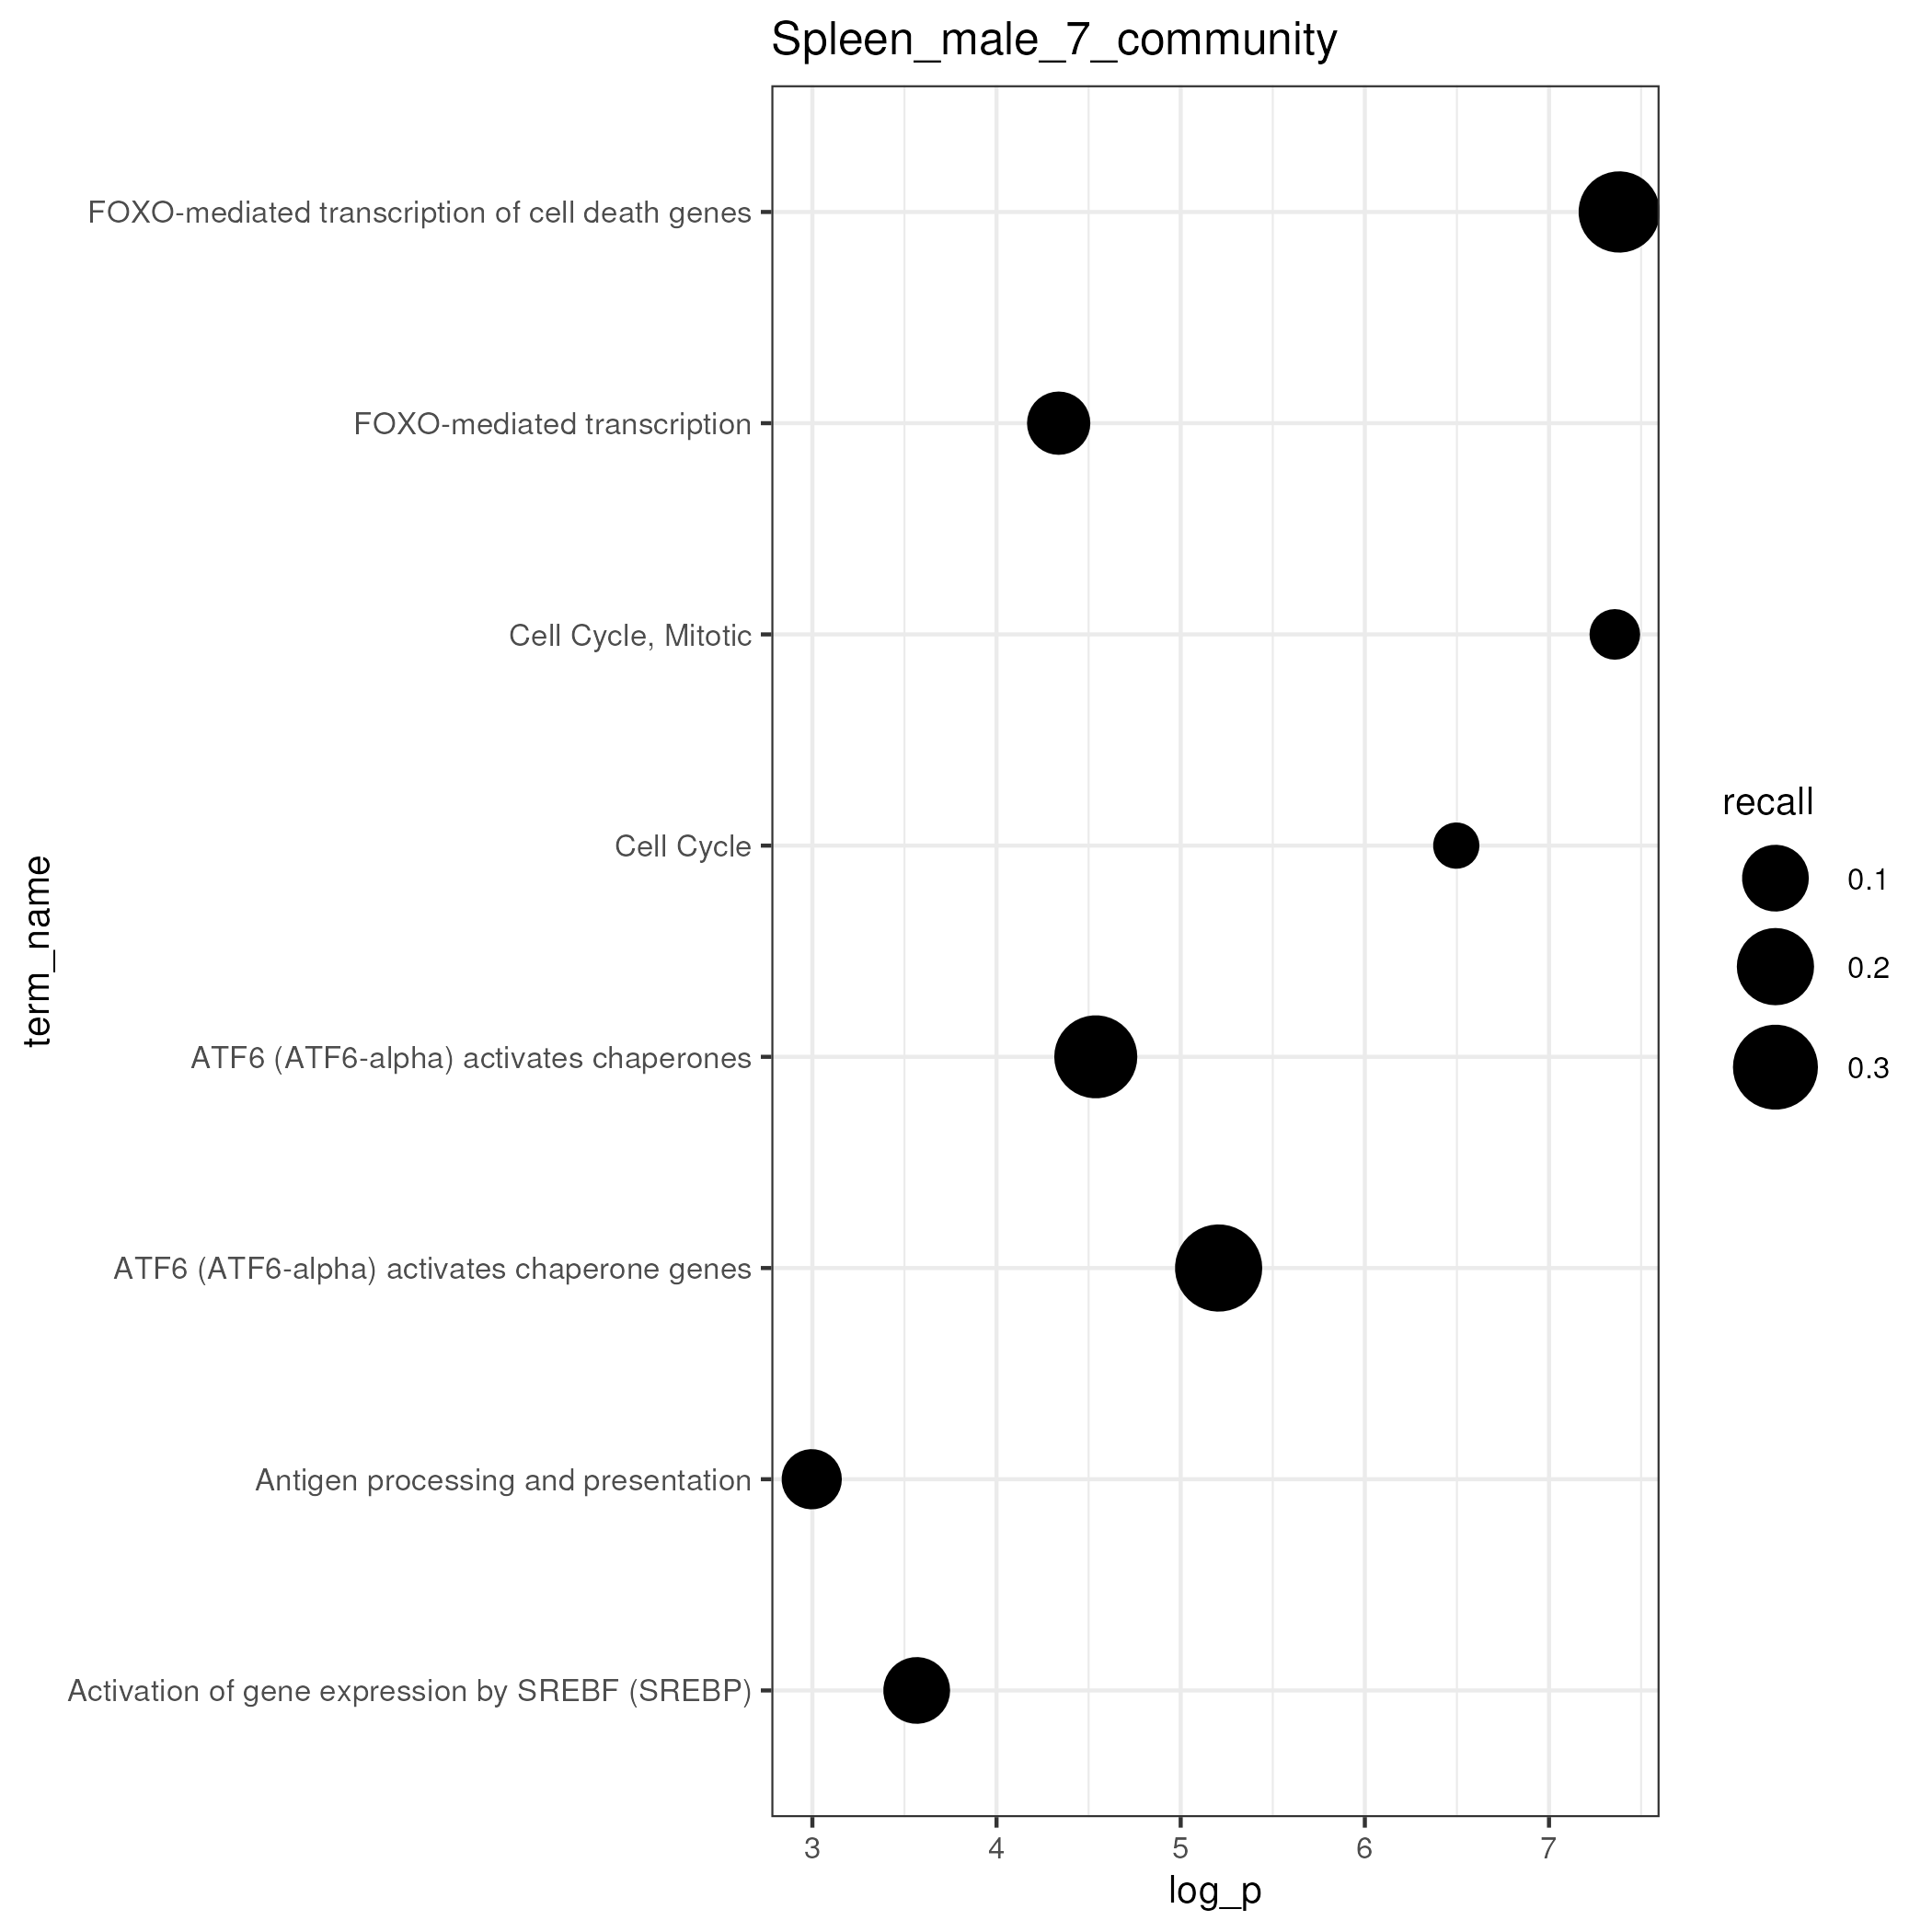 Spleen_male_7_community
FOXO-mediated transcription of cell death genes
FOXO-mediated transcription
Cell Cycle, Mitotic
Cell Cycle
ATF6 (ATF6-alpha) activates chaperones
ATF6 (ATF6-alpha) activates chaperone genes
Antigen processing and presentation
Activation of gene expression by SREBF (SREBP)
term_name
3 4 5 6 7
log_p
recall
0.1
0.2
0.3